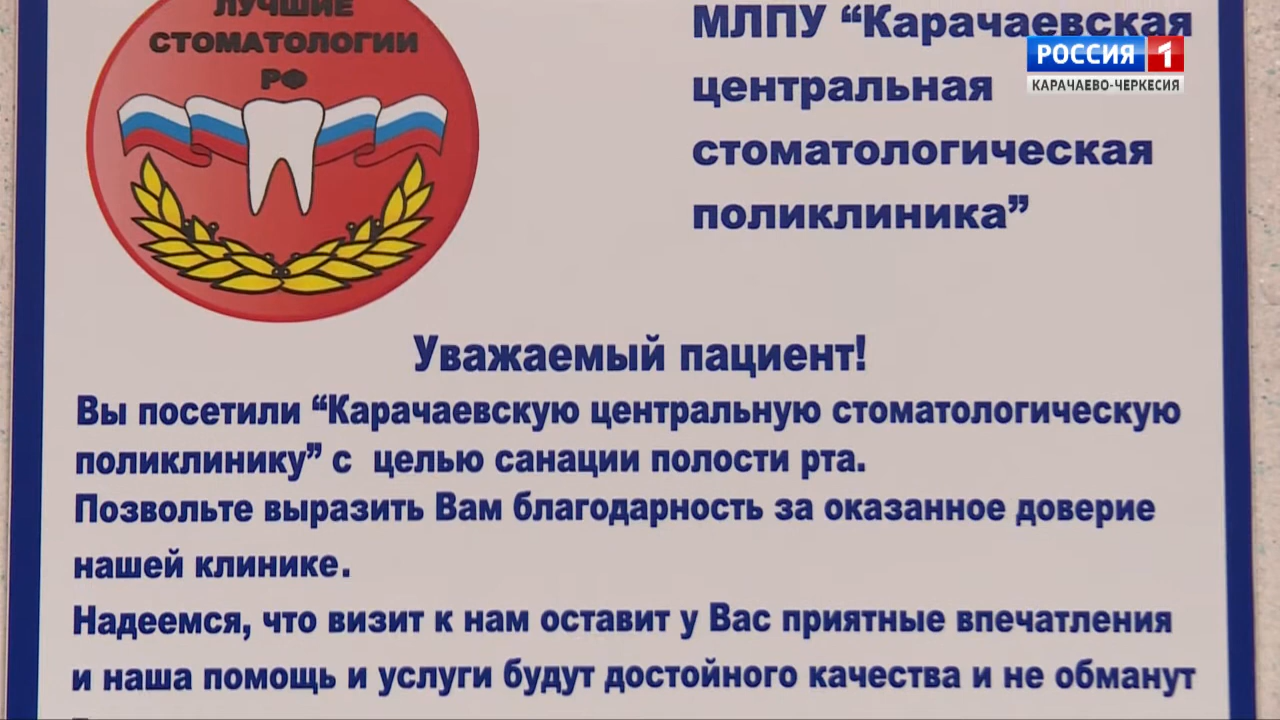 ЛУЧШИЕ
СТОМАТОЛОГИИ
РФ
МЛПУ “Карачаевская
центральная
стоматологическая
поликлиника”
РОССИЯ 1
КАРАЧАЕВО-ЧЕРКЕСИЯ
Уважаемый пациент!
Вы посетили “Карачаевскую центральную стоматологическую
поликлинику” с целью санации полости рта.
Позвольте выразить Вам благодарность за оказанное доверие
нашей клинике.
Надеемся, что визит к нам оставит у Вас приятные впечатления
и наша помощь и услуги будут достойного качества и не обманут